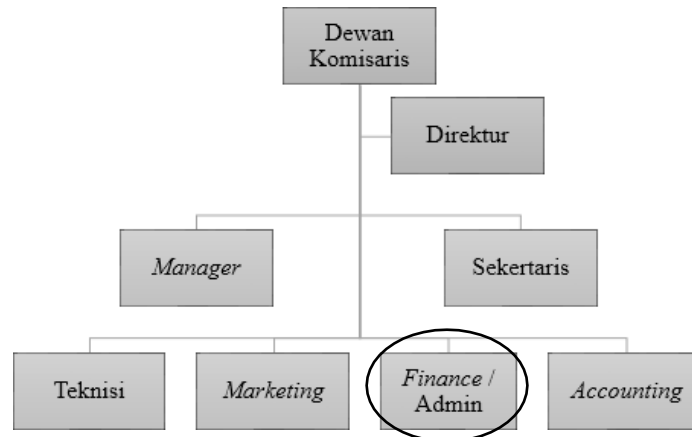 Dewan
Komisaris
Direktur
Manager
Sekertaris
Teknisi
Marketing
Finance /
Admin
Accounting